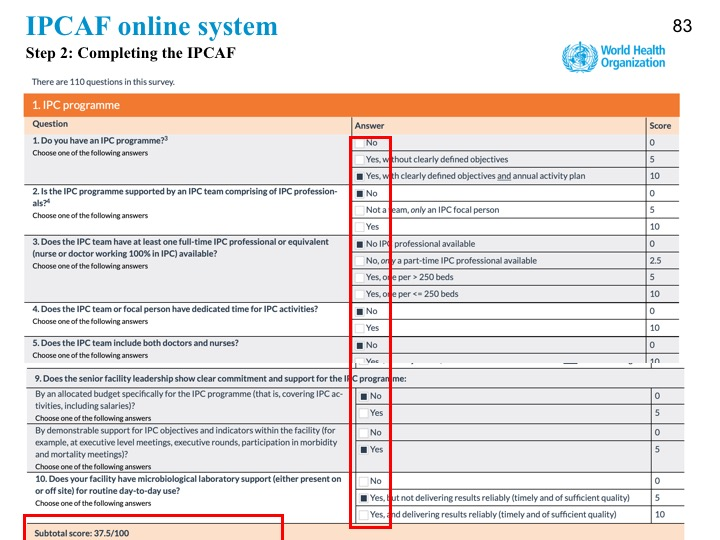 IPCAF online system
83
Step 2: Completing the IPCAF
World Health
Organization
There are 110 questions in this survey.
1. IPC programme
Question
Answer
Score
1. Do you have an IPC programme?3
Choose one of the following answers
No
0
Yes, without clearly defined objectives
5
Yes, with clearly defined objectives and annual activity plan
10
2. Is the IPC programme supported by an IPC team comprising of IPC profession-
als?4
Choose one of the following answers
No
0
Not a team, only an IPC focal person
5
Yes
10
3. Does the IPC team have at least one full-time IPC professional or equivalent
(nurse or doctor working 100% in IPC) available?
Choose one of the following answers
No IPC professional available
0
No, only a part-time IPC professional available
2.5
Yes, one per > 250 beds
5
Yes, one per <= 250 beds
10
4. Does the IPC team or focal person have dedicated time for IPC activities?
Choose one of the following answers
No
0
Yes
10
5. Does the IPC team include both doctors and nurses?
Choose one of the following answers
No
0
Yes
10
9. Does the senior facility leadership show clear commitment and support for the IPC programme:
By an allocated budget specifically for the IPC programme (that is, covering IPC ac-
tivities, including salaries)?
Choose one of the following answers
No
0
Yes
5
By demonstrable support for IPC objectives and indicators within the facility (for
example, at executive level meetings, executive rounds, participation in morbidity
and mortality meetings)?
Choose one of the following answers
No
0
Yes
5
10. Does your facility have microbiological laboratory support (either present on
or off site) for routine day-to-day use?
Choose one of the following answers
No
0
Yes, but not delivering results reliably (timely and of sufficient quality)
5
Yes, and delivering results reliably (timely and of sufficient quality)
10
Subtotal score: 37.5/100